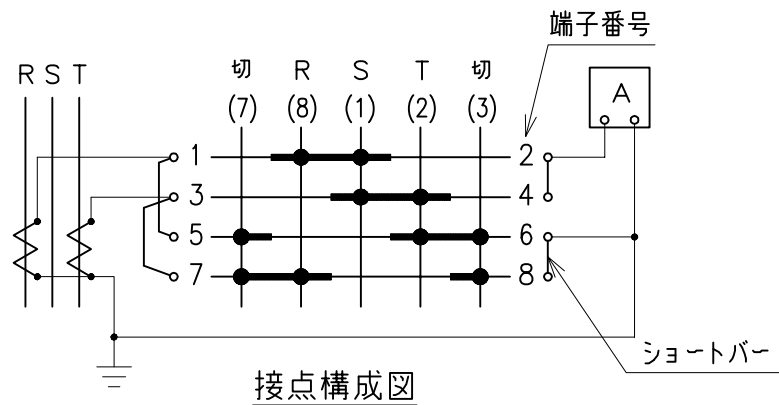 端子番号
R S T 切 R S T 切
(7) (8) (1) (2) (3)
A
1 2
3 4
5 6
7 8
ショートバー
接点構成図